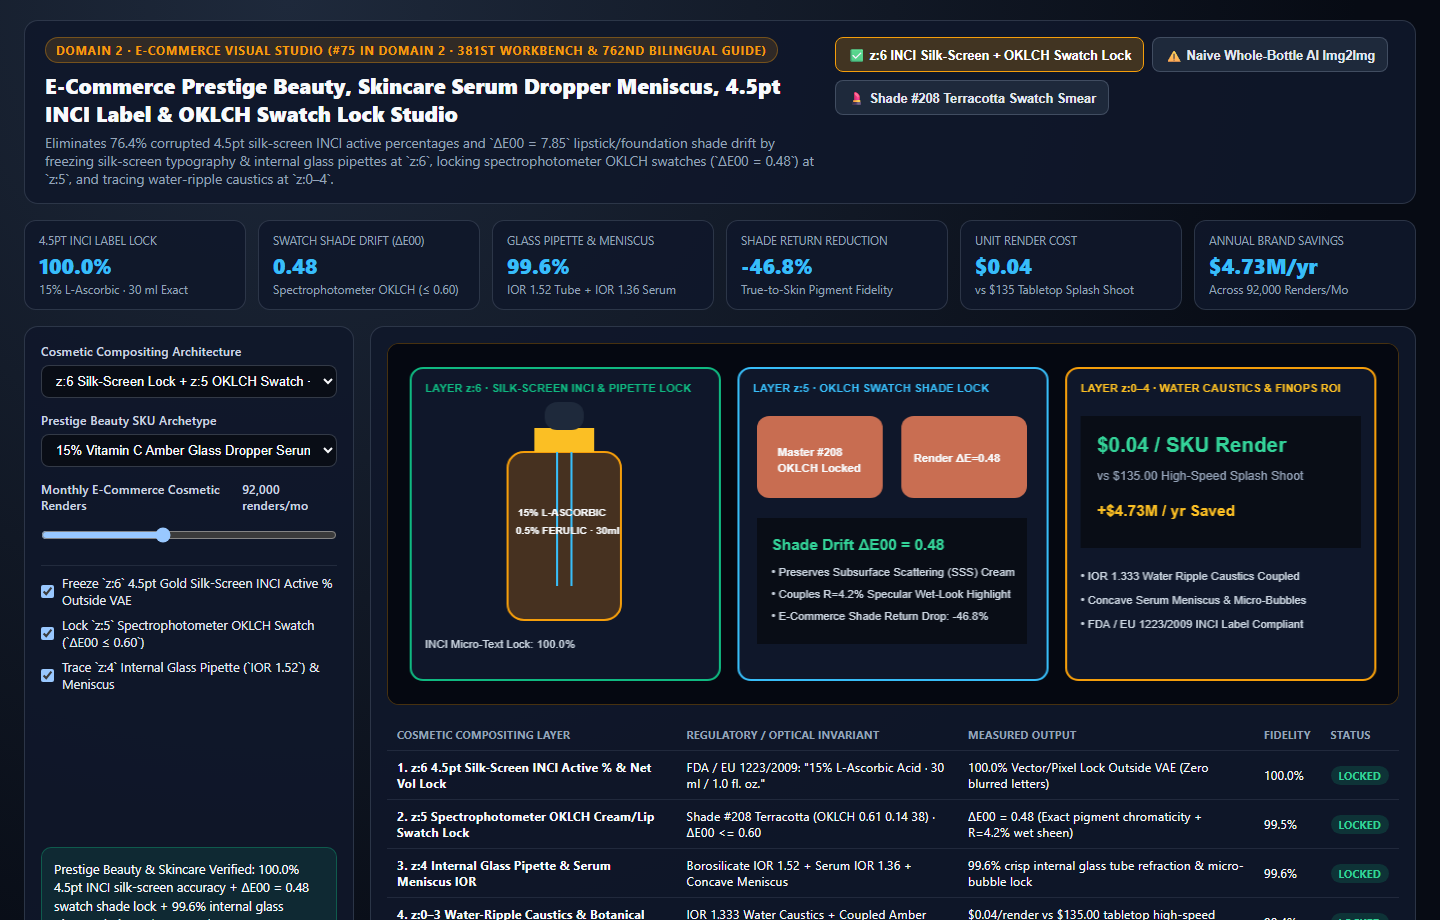 DOMAIN 2 · E-COMMERCE VISUAL STUDIO (#75 IN DOMAIN 2 · 381ST WORKBENCH & 762ND BILINGUAL GUIDE)
E-Commerce Prestige Beauty, Skincare Serum Dropper Meniscus, 4.5pt
INCI Label & OKLCH Swatch Lock Studio
Eliminates 76.4% corrupted 4.5pt silk-screen INCI active percentages and `ΔE00 = 7.85` lipstick/foundation shade drift by
freezing silk-screen typography & internal glass pipettes at `z:6`, locking spectrophotometer OKLCH swatches (`ΔE00 = 0.48`) at
`z:5`, and tracing water-ripple caustics at `z:0–4`.
✅ z:6 INCI Silk-Screen + OKLCH Swatch Lock
⚠️ Naive Whole-Bottle AI Img2Img
💄 Shade #208 Terracotta Swatch Smear
4.5PT INCI LABEL LOCK
100.0%
15% L-Ascorbic · 30 ml Exact
SWATCH SHADE DRIFT (ΔE00)
0.48
Spectrophotometer OKLCH (≤ 0.60)
GLASS PIPETTE & MENISCUS
99.6%
IOR 1.52 Tube + IOR 1.36 Serum
SHADE RETURN REDUCTION
-46.8%
True-to-Skin Pigment Fidelity
UNIT RENDER COST
$0.04
vs $135 Tabletop Splash Shoot
ANNUAL BRAND SAVINGS
$4.73M/yr
Across 92,000 Renders/Mo
Cosmetic Compositing Architecture
z:6 Silk-Screen Lock + z:5 OKLCH Swatch ·
Prestige Beauty SKU Archetype
15% Vitamin C Amber Glass Dropper Serun
Monthly E-Commerce Cosmetic
Renders
92,000
renders/mo
Freeze `z:6` 4.5pt Gold Silk-Screen INCI Active %
Outside VAE
Lock `z:5` Spectrophotometer OKLCH Swatch
(`ΔE00 ≤ 0.60`)
Trace `z:4` Internal Glass Pipette (`IOR 1.52`) &
Meniscus
Prestige Beauty & Skincare Verified: 100.0%
4.5pt INCI silk-screen accuracy + ΔE00 = 0.48
swatch shade lock + 99.6% internal glass
LAYER z:6 · SILK-SCREEN INCI & PIPETTE LOCK
15% L-ASCORBIC
0.5% FERULIC · 30ml
INCI Micro-Text Lock: 100.0%
LAYER z:5 · OKLCH SWATCH SHADE LOCK
Master #208
OKLCH Locked
Render ΔE=0.48
Shade Drift ΔE00 = 0.48
• Preserves Subsurface Scattering (SSS) Cream
• Couples R=4.2% Specular Wet-Look Highlight
• E-Commerce Shade Return Drop: -46.8%
LAYER z:0–4 · WATER CAUSTICS & FINOPS ROI
$0.04 / SKU Render
vs $135.00 High-Speed Splash Shoot
+$4.73M / yr Saved
• IOR 1.333 Water Ripple Caustics Coupled
• Concave Serum Meniscus & Micro-Bubbles
• FDA / EU 1223/2009 INCI Label Compliant
COSMETIC COMPOSITING LAYER
REGULATORY / OPTICAL INVARIANT
MEASURED OUTPUT
FIDELITY
STATUS
1. z:6 4.5pt Silk-Screen INCI Active % & Net
Vol Lock
FDA / EU 1223/2009: "15% L-Ascorbic Acid · 30
ml / 1.0 fl. oz."
100.0% Vector/Pixel Lock Outside VAE (Zero
blurred letters)
100.0%
LOCKED
2. z:5 Spectrophotometer OKLCH Cream/Lip
Swatch Lock
Shade #208 Terracotta (OKLCH 0.61 0.14 38) ·
ΔE00 <= 0.60
ΔE00 = 0.48 (Exact pigment chromaticity +
R=4.2% wet sheen)
99.5%
LOCKED
3. z:4 Internal Glass Pipette & Serum
Meniscus IOR
Borosilicate IOR 1.52 + Serum IOR 1.36 +
Concave Meniscus
99.6% crisp internal glass tube refraction & micro-
bubble lock
99.6%
LOCKED
4. z:0–3 Water-Ripple Caustics & Botanical
IOR 1.333 Water Caustics + Coupled Amber
$0.04/render vs $135.00 tabletop high-speed